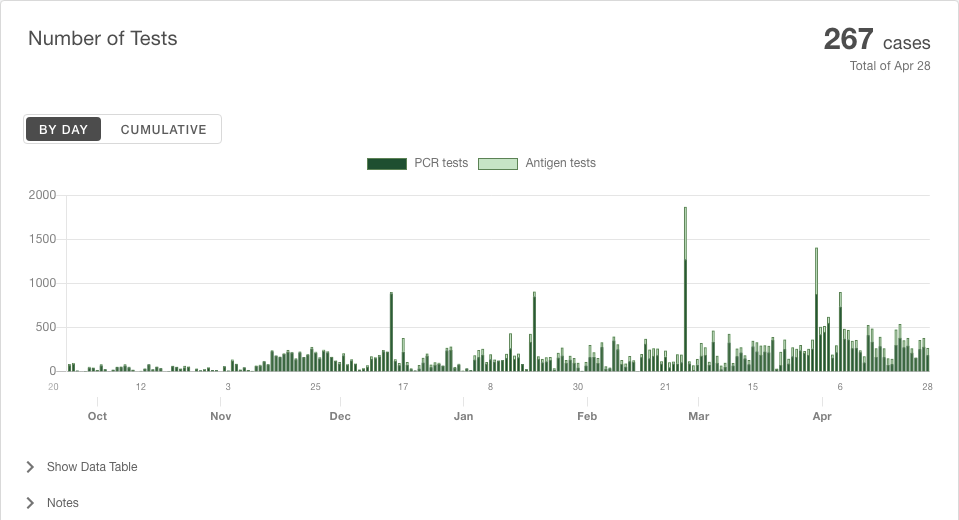 Number of Tests
267 cases
Total of Apr 28
BY DAY CUMULATIVE
PCR tests Antigen tests
2000
1500
1000
500
0
20 12 3 25 17 8 30 21 15 6 28
Oct Nov Dec Jan Feb Mar Apr
Show Data Table
Notes